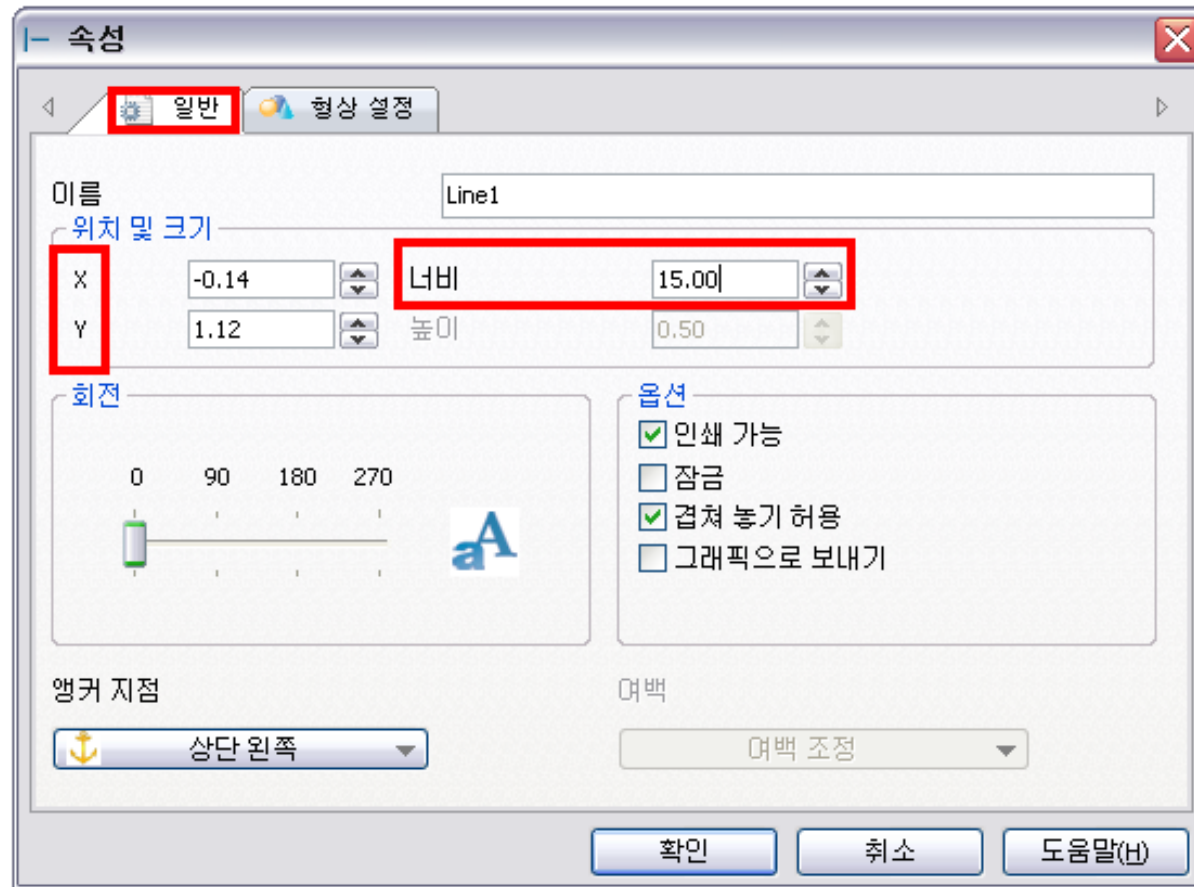 속성
일반 형상 설정
이름 Line1
위치 및 크기
X -0.14 너비 15.00
Y 1.12 높이 0.50
회전 옵션
인쇄 가능
0 90 180 270 잠금
aA 겹쳐 놓기 허용
그래픽으로 보내기
앵커 지점 여백
상단 왼쪽 여백 조정
확인 취소 도움말(H)